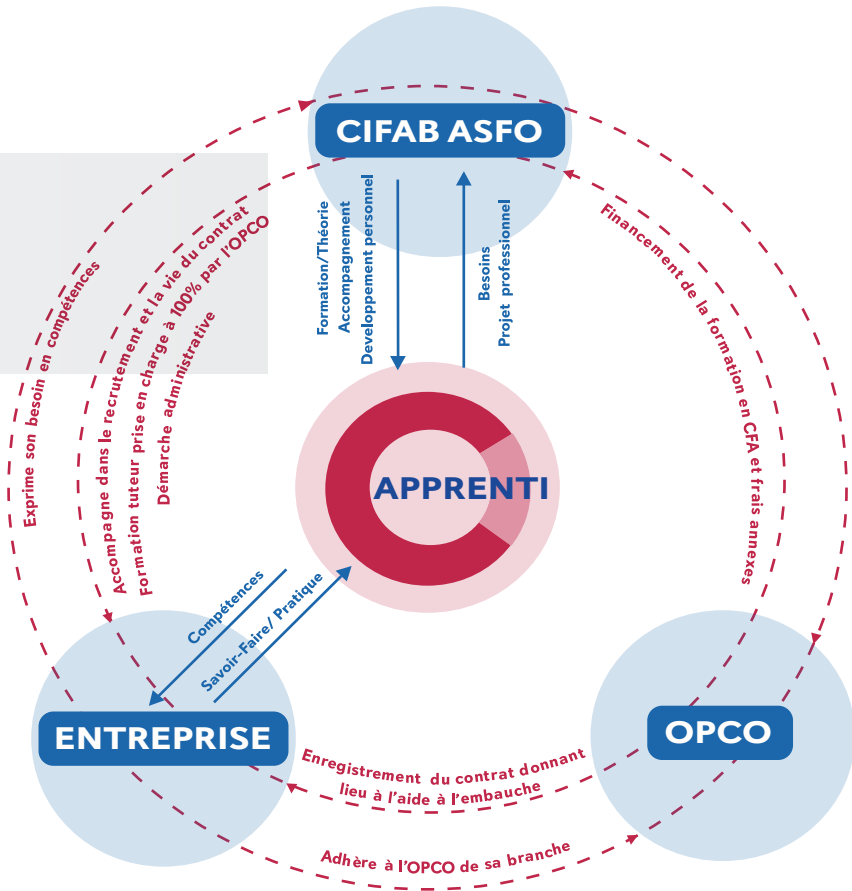 CIFAB ASFO
Exprime son besoin en compétences
Accompagne dans le recrutement et la vie du contrat
Formation tuteur prise en charge à 100% par l'OPCO
Démarche administrative
Formation/Théorie
Accompagnement
Developpement personnel
Besoins
Projet professionnel
Financement de la formation en CFA et frais annexes
APPRENTI
Compétences
Savoir-Faire/ Pratique
ENTREPRISE
OPCO
Enregistrement du contrat donnant
lieu à l'aide à l'embauche
Adhère à l'OPCO de sa branche